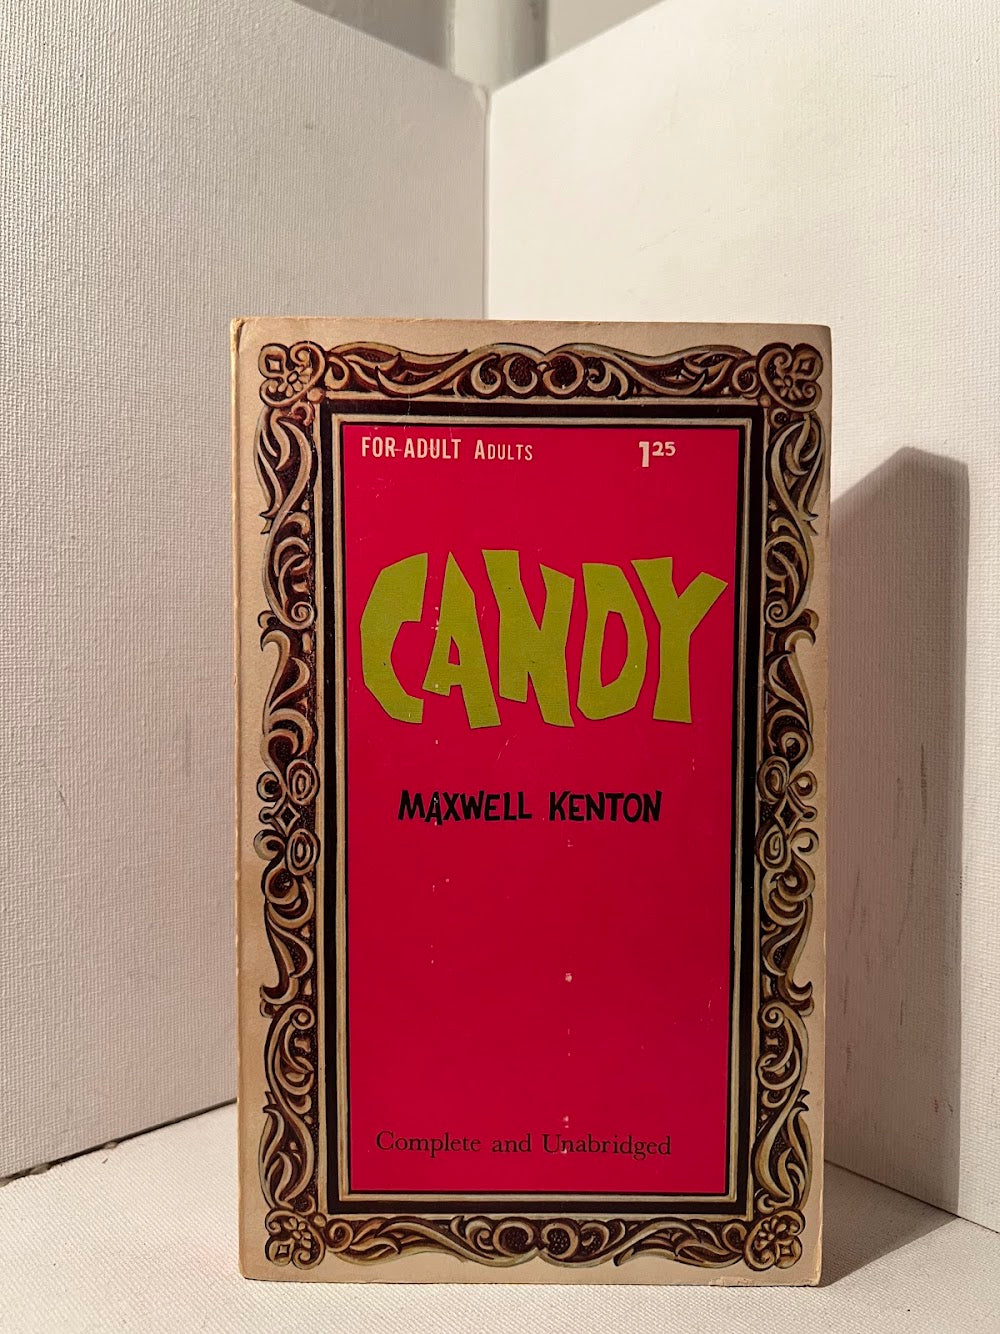 FOR ADULT ADULTS 1.25
CANDY
MAXWELL KENTON
Complete and Unabridged